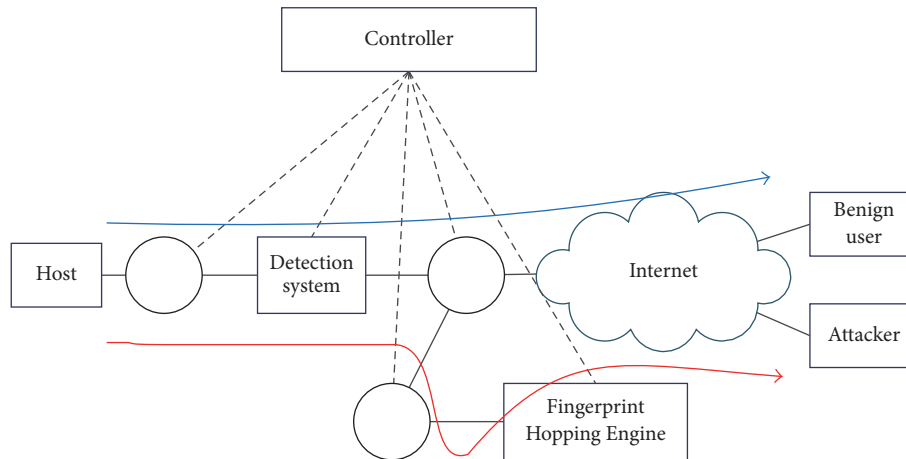 Controller
Host
Detection
system
Internet
Benign
user
Attacker
Fingerprint
Hopping Engine